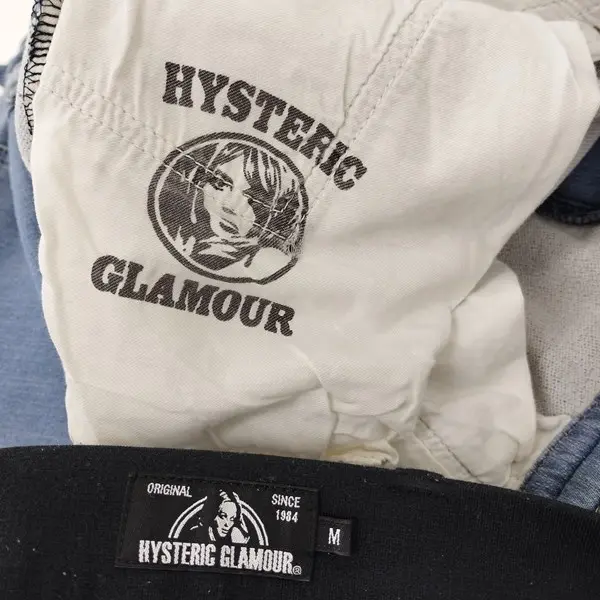 HYSTERIC
GLAMOUR
ORIGINAL
SINCE
1984
HYSTERIC GLAMOUR®
M